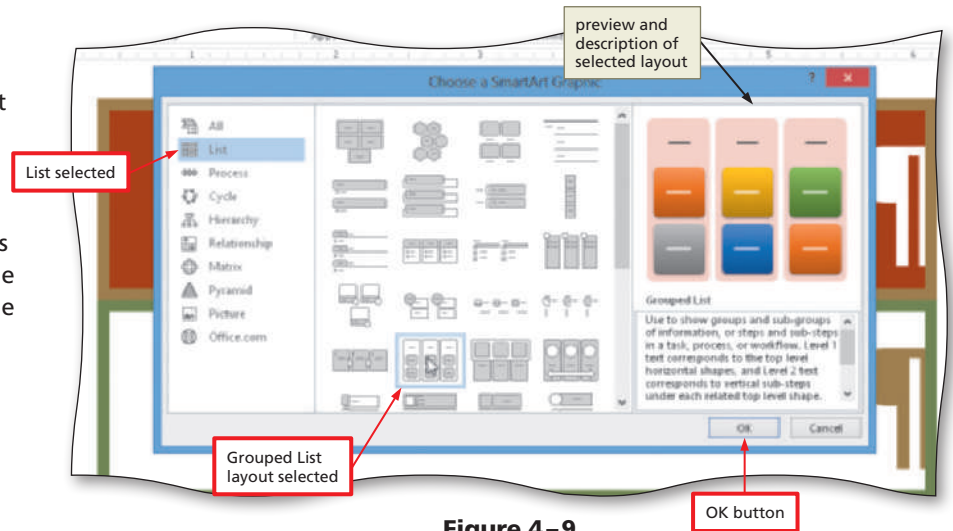 preview and
description of
selected layout
Choose a SmartArt Graphic
?
List selected
All
List
Process
Cycle
Hierarchy
Relationship
Matrix
Pyramid
Picture
Office.com
Grouped List
Use to show groups and sub-groups
of information, or steps and sub-steps
in a task, process, or workflow. Level 1
text corresponds to the top level
horizontal shapes, and Level 2 text
corresponds to vertical sub-steps
under each related top level shape.
OK
Cancel
Grouped List
layout selected
OK button
Figure 4–9